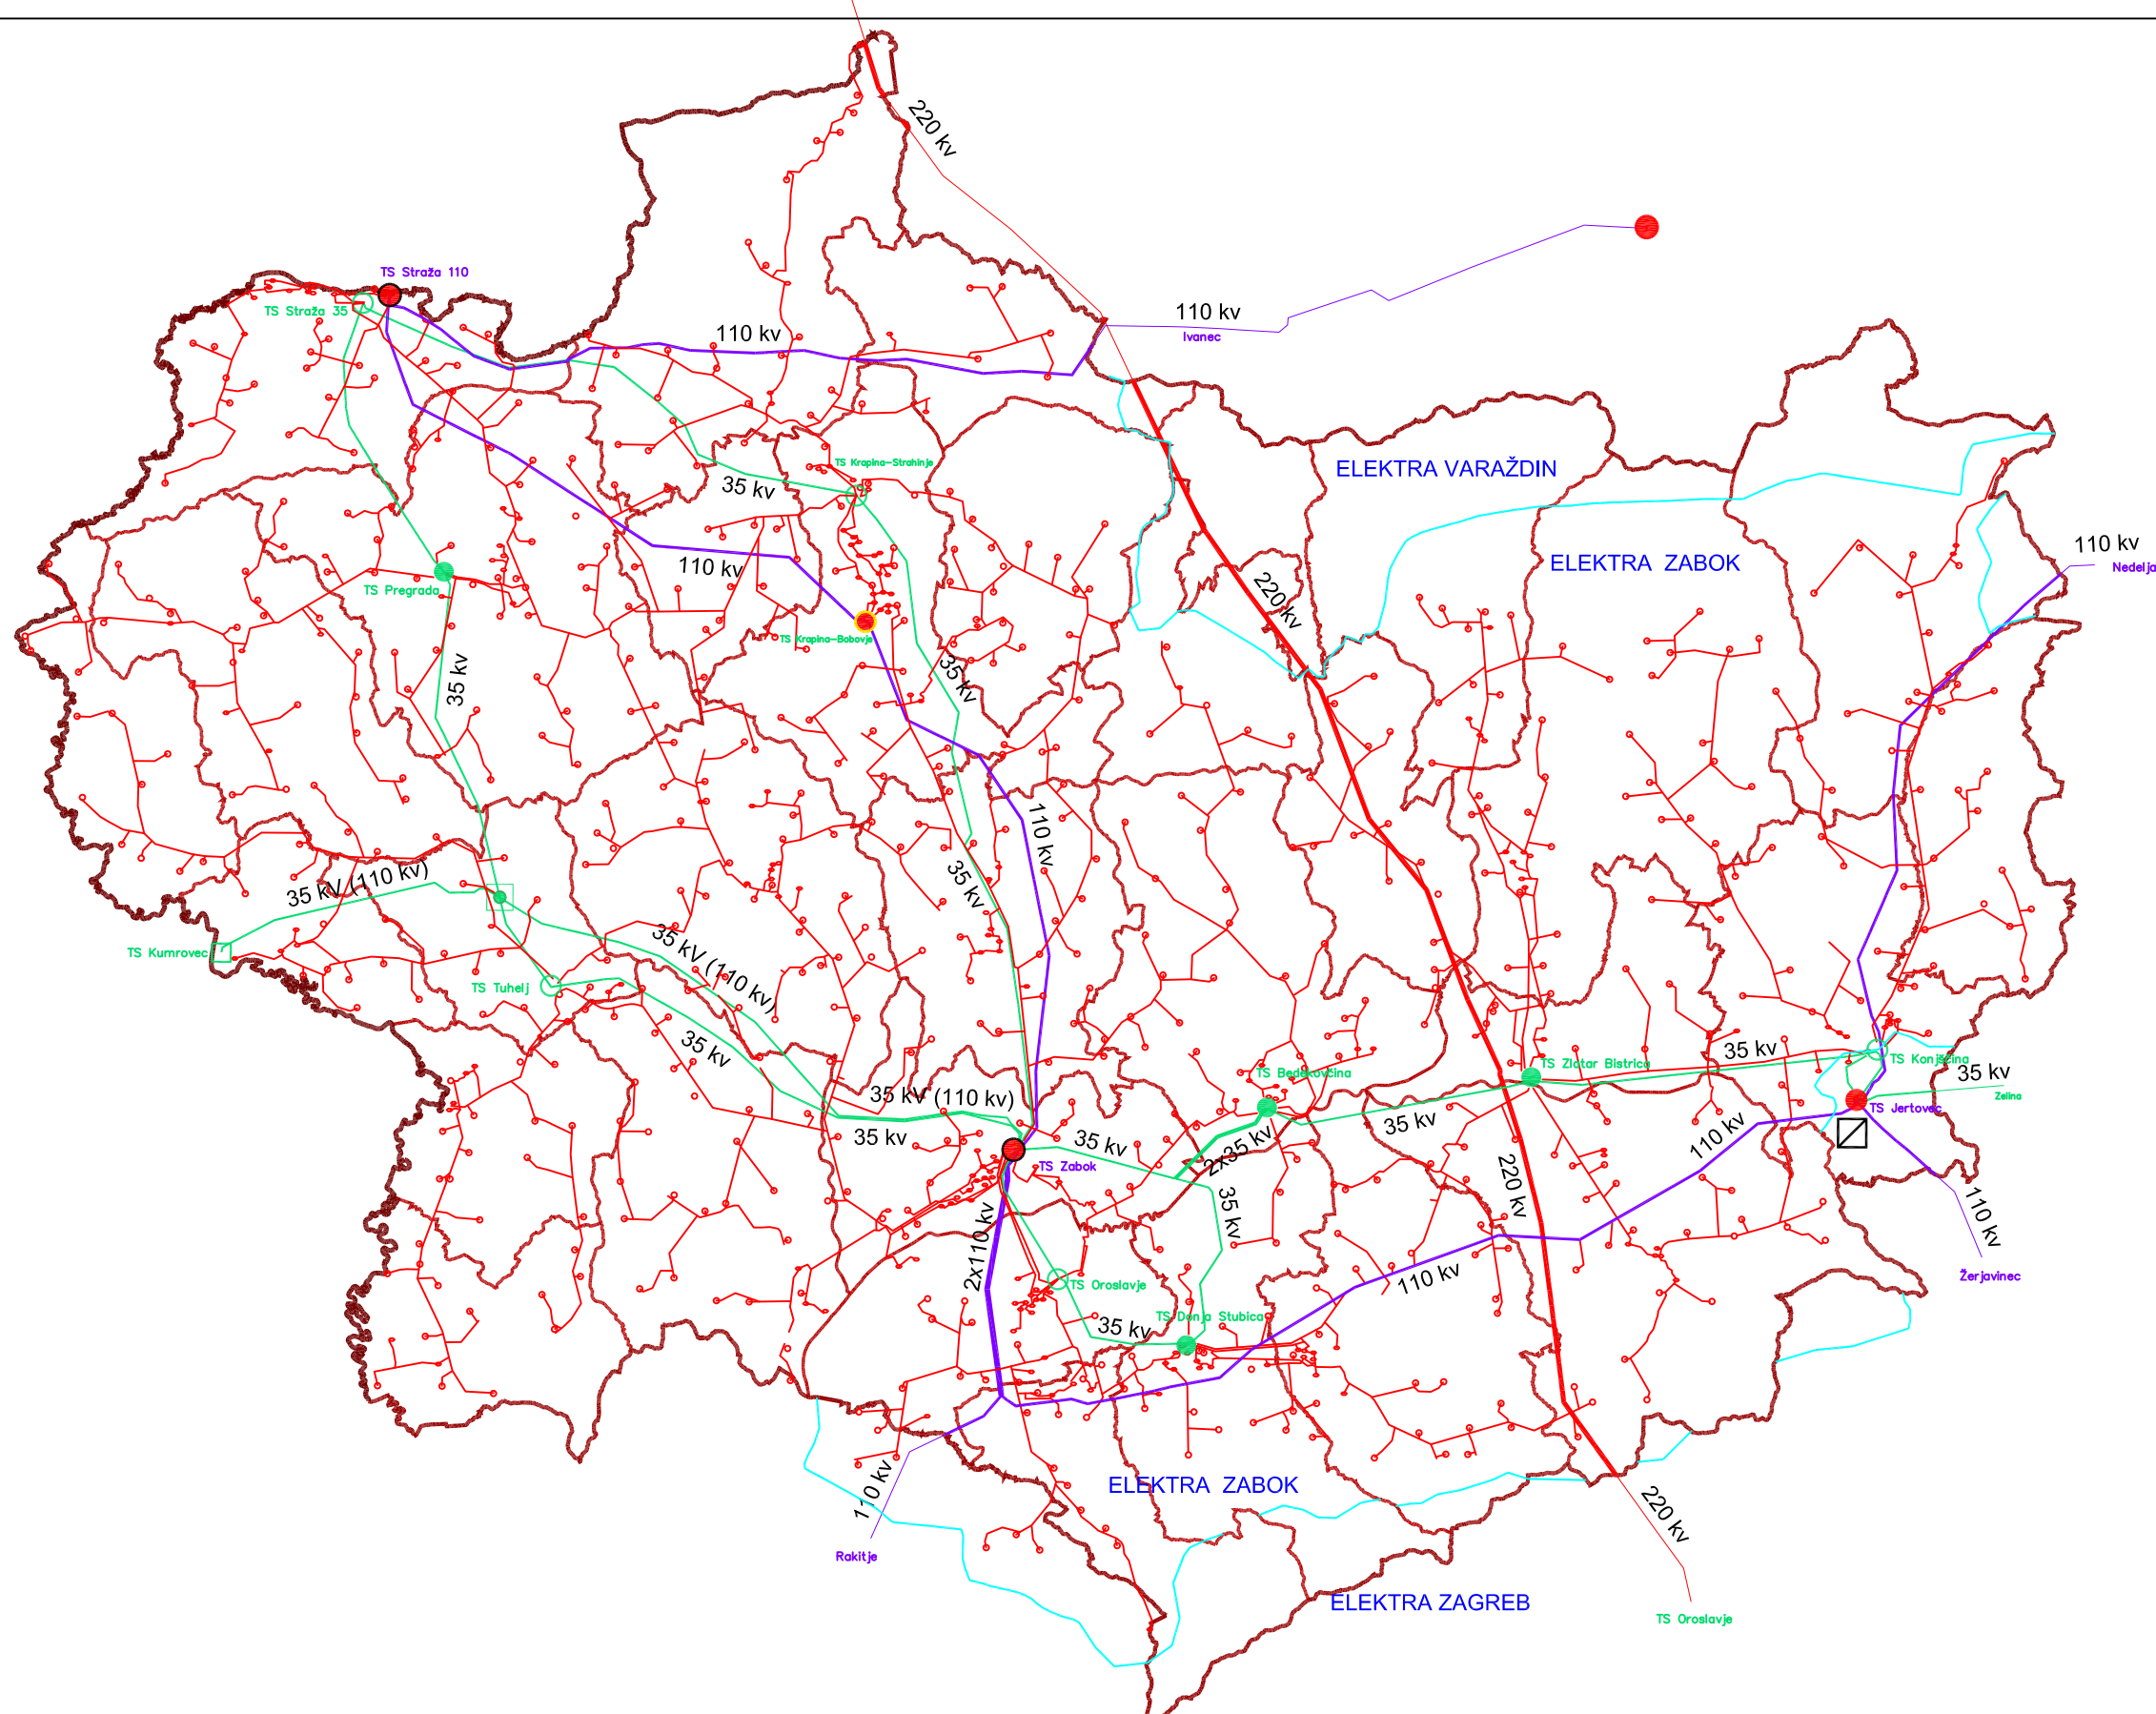 220 kv
TS Straža 110
TS Straža 35
110 kv
110 kv
Ivanec
TS Krapina-Strahinje
35 kv
ELEKTRA VARAŽDIN
ELEKTRA ZABOK
110 kv
Nedelja
110 kv
TS Pregrada
220 kv
TS Krapina-Bobovje
35 kv
35 kv
110 kv
35 kV (110 kv)
35 kv
TS Kumrovec
35 kV (110 kv)
TS Tuhelj
35 kv
35 kV (110 kv)
35 kv
TS Bedekovčina
TS Zlatar Bistrica
35 kv
TS Konjščina
35 kv
Zelina
TS Jertovec
35 kv
35 kv
2x35 kv
110 kv
TS Zabok
220 kv
35 kv
110 kv
2x110 kv
Žerjavinec
TS Oroslavje
110 kv
TS Donja Stubica
35 kv
110 kv
ELEKTRA ZABOK
220 kv
Rakitje
ELEKTRA ZAGREB
TS Oroslavje